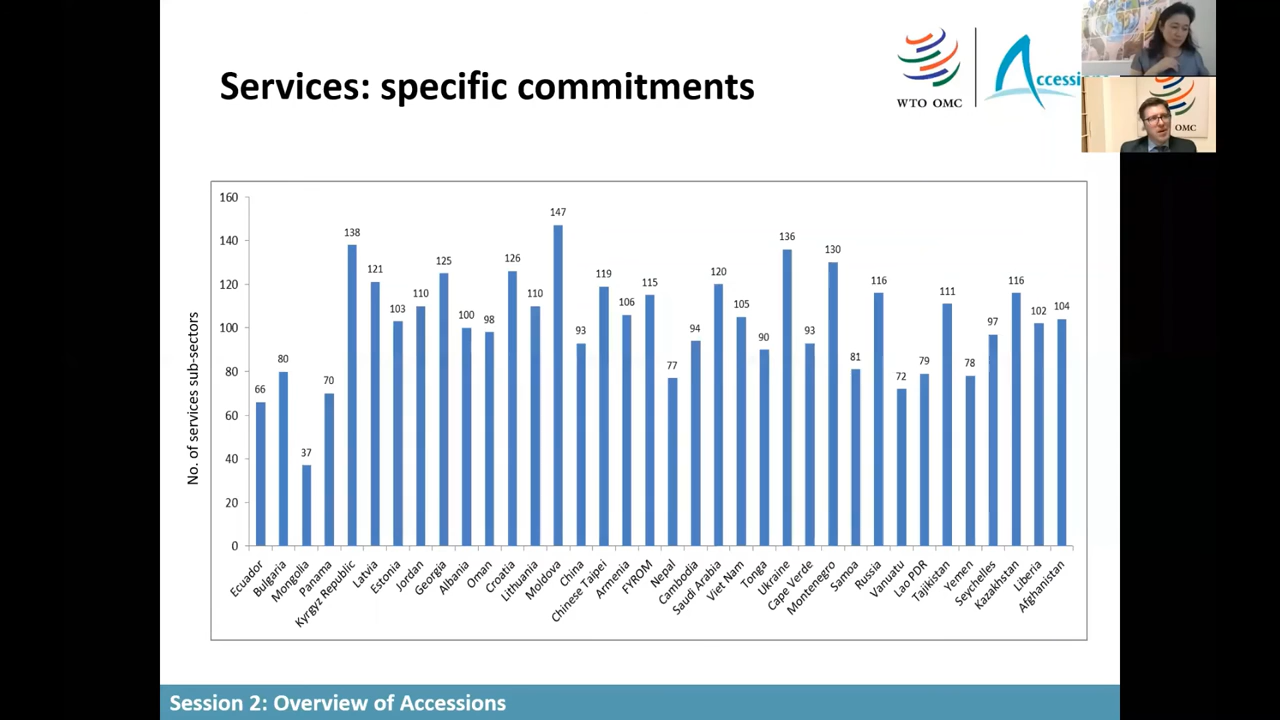 Services: specific commitments
WTO OMC
Accessi
OMC
No. of services sub-sectors
160
140
120
100
80
60
40
20
0
66
80
37
70
138
121
103
110
125
100
98
126
110
147
93
119
106
115
77
94
120
105
90
136
93
130
81
116
72
79
111
78
97
116
102
104
Ecuador
Bulgaria
Mongolia
Panama
Kyrgyz Republic
Latvia
Estonia
Jordan
Georgia
Albania
Oman
Croatia
Lithuania
Moldova
China
Chinese Taipei
Armenia
FYROM
Nepal
Cambodia
Saudi Arabia
Viet Nam
Tonga
Ukraine
Cape Verde
Montenegro
Samoa
Russia
Vanuatu
Lao PDR
Tajikistan
Yemen
Seychelles
Kazakhstan
Liberia
Afghanistan
Session 2: Overview of Accessions